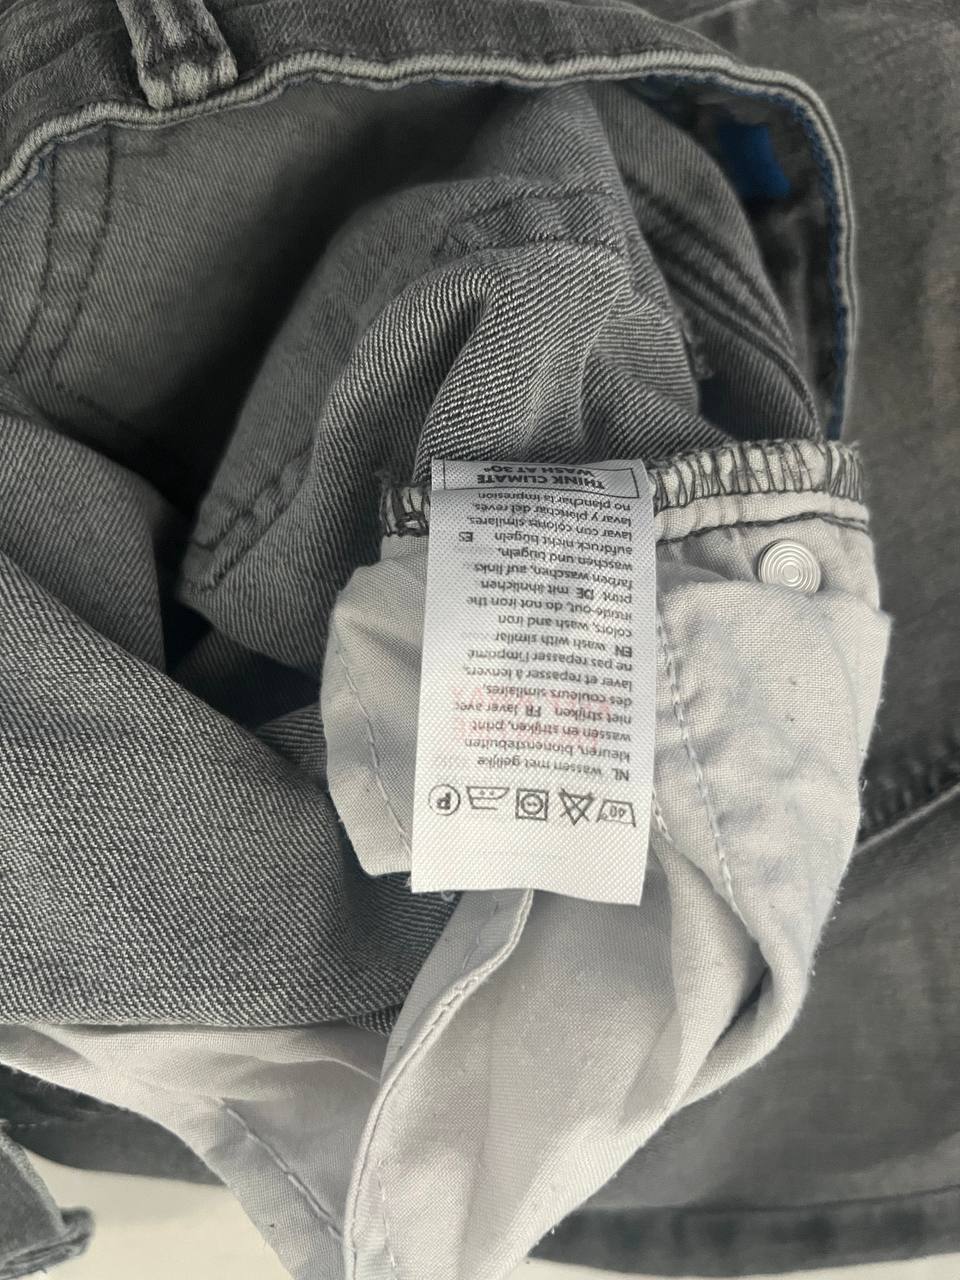 40°
P
NL wassen met gelijke
kleuren, binnenstebuiten
wassen en strijken, print
niet strijken FR laver avec
des couleurs similaires
laver et repasser à lenvers,
ne pas repasser l'imprimé
EN wash with similar
colors, wash and iron
inside-out, do not iron the
print DE mit ähnlichen
farben waschen, auf links
waschen und bügeln,
aufdruck nicht bügeln ES
lavar con colores similares,
lavar y planchar del revés,
no planchar la impresion
THINK CLIMATE
WASH AT 30°